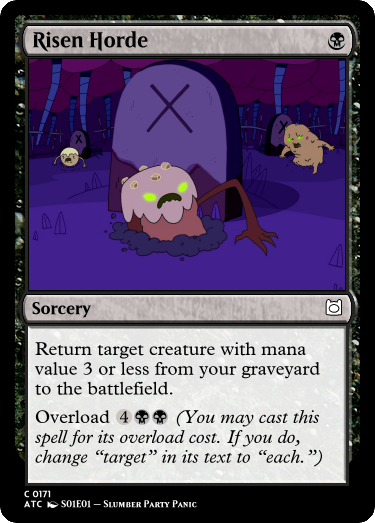 Risen Horde
Sorcery
Return target creature with mana
value 3 or less from your graveyard
to the battlefield.
Overload 4 (You may cast this
spell for its overload cost. If you do,
change “target” in its text to “each.”)
C 0171
ATC S01E01 – Slumber Party Panic